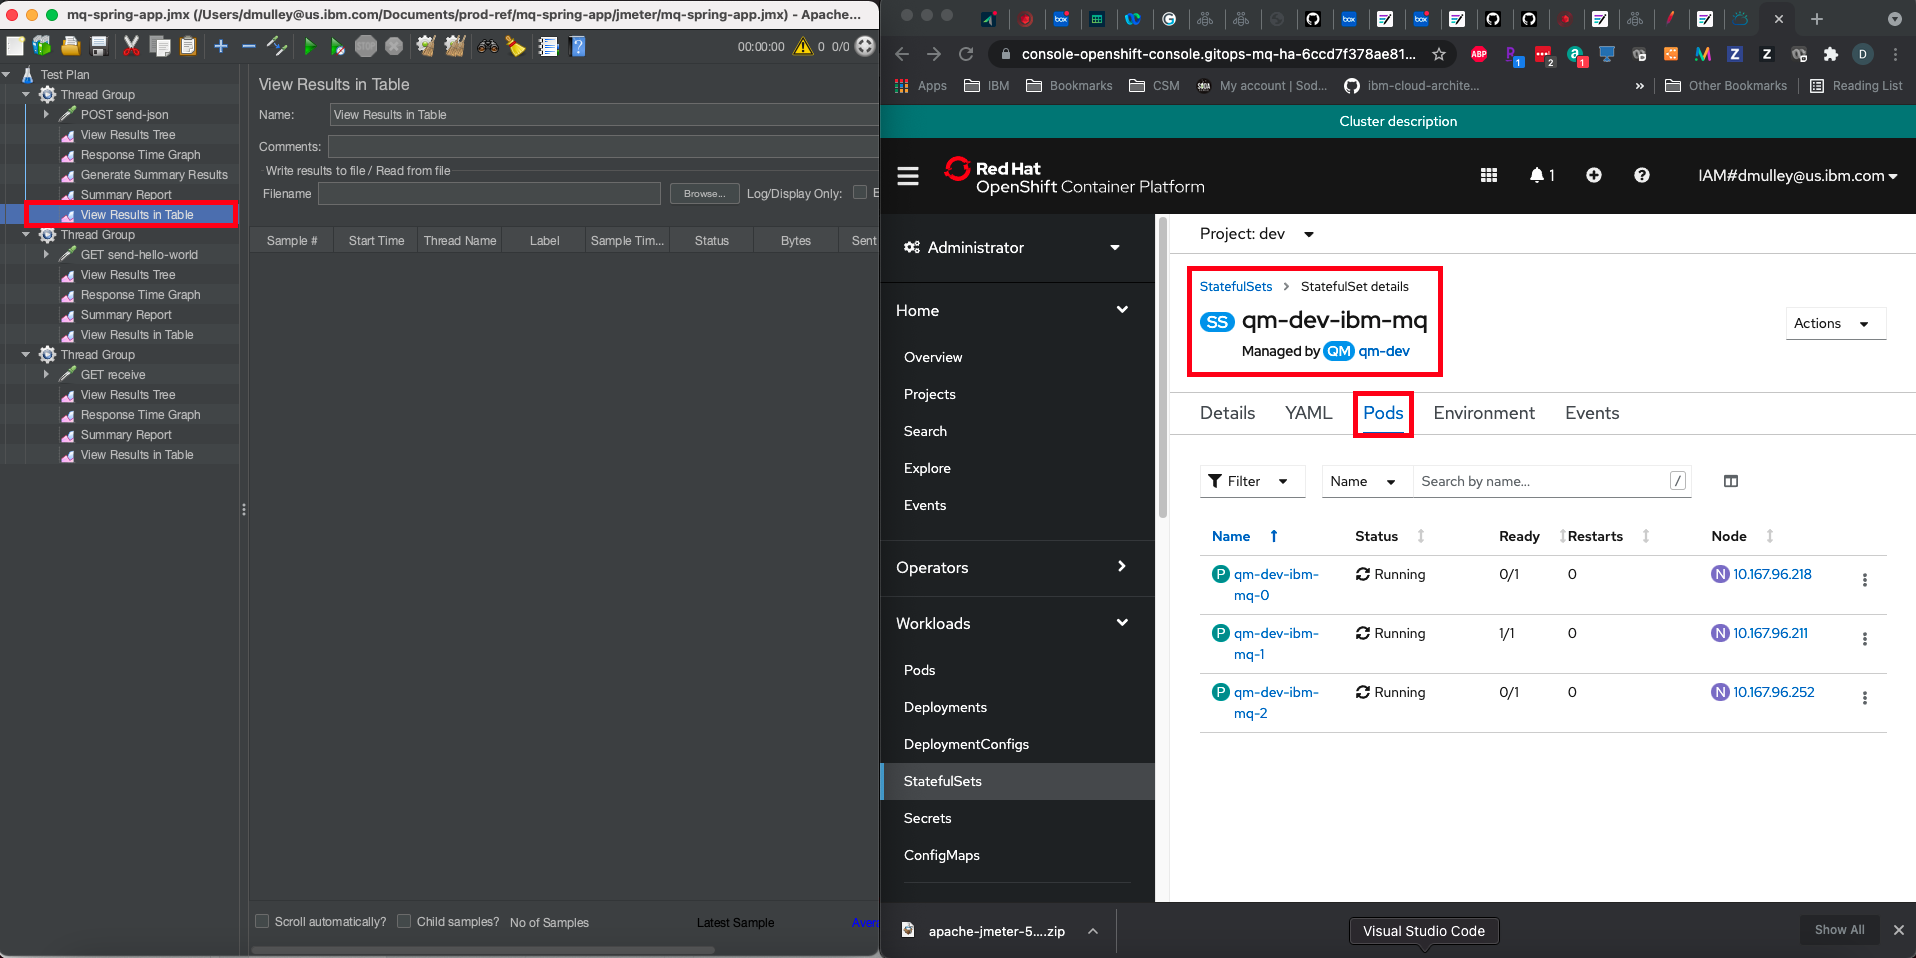 mq-spring-app.jmx (/Users/dmulley@us.ibm.com/Documents/prod-ref/mq-spring-app/jmeter/mq-spring-app.jmx) - Apache...
00:00:00
0
0/0
Test Plan
Thread Group
POST send-json
View Results Tree
Response Time Graph
Generate Summary Results
Summary Report
View Results in Table
Thread Group
GET send-hello-world
View Results Tree
Response Time Graph
Summary Report
View Results in Table
Thread Group
GET receive
View Results Tree
Response Time Graph
Summary Report
View Results in Table
View Results in Table
Name: View Results in Table
Comments:
Write results to file / Read from file
Filename Browse... Log/Display Only: E
Sample # Start Time Thread Name Label Sample Tim... Status Bytes Sent
Scroll automatically? Child samples? No of Samples Latest Sample Avera
console-openshift-console.gitops-mq-ha-6ccd7f378ae81...
ABP 1 2 1 D
Apps IBM Bookmarks CSM My account | Sod... ibm-cloud-archite... » Other Bookmarks Reading List
Cluster description
Red Hat
OpenShift Container Platform
1
IAM#dmulley@us.ibm.com
Administrator
Home
Overview
Projects
Search
Explore
Events
Operators
Workloads
Pods
Deployments
DeploymentConfigs
StatefulSets
Secrets
ConfigMaps
Project: dev
StatefulSets > StatefulSet details
SS qm-dev-ibm-mq
Managed by QM qm-dev
Actions
Details YAML Pods Environment Events
Filter Name Search by name... /
Name Status Ready Restarts Node
P qm-dev-ibm-mq-0 Running 0/1 0 N 10.167.96.218
P qm-dev-ibm-mq-1 Running 1/1 0 N 10.167.96.211
P qm-dev-ibm-mq-2 Running 0/1 0 N 10.167.96.252
apache-jmeter-5....zip
Visual Studio Code
Show All